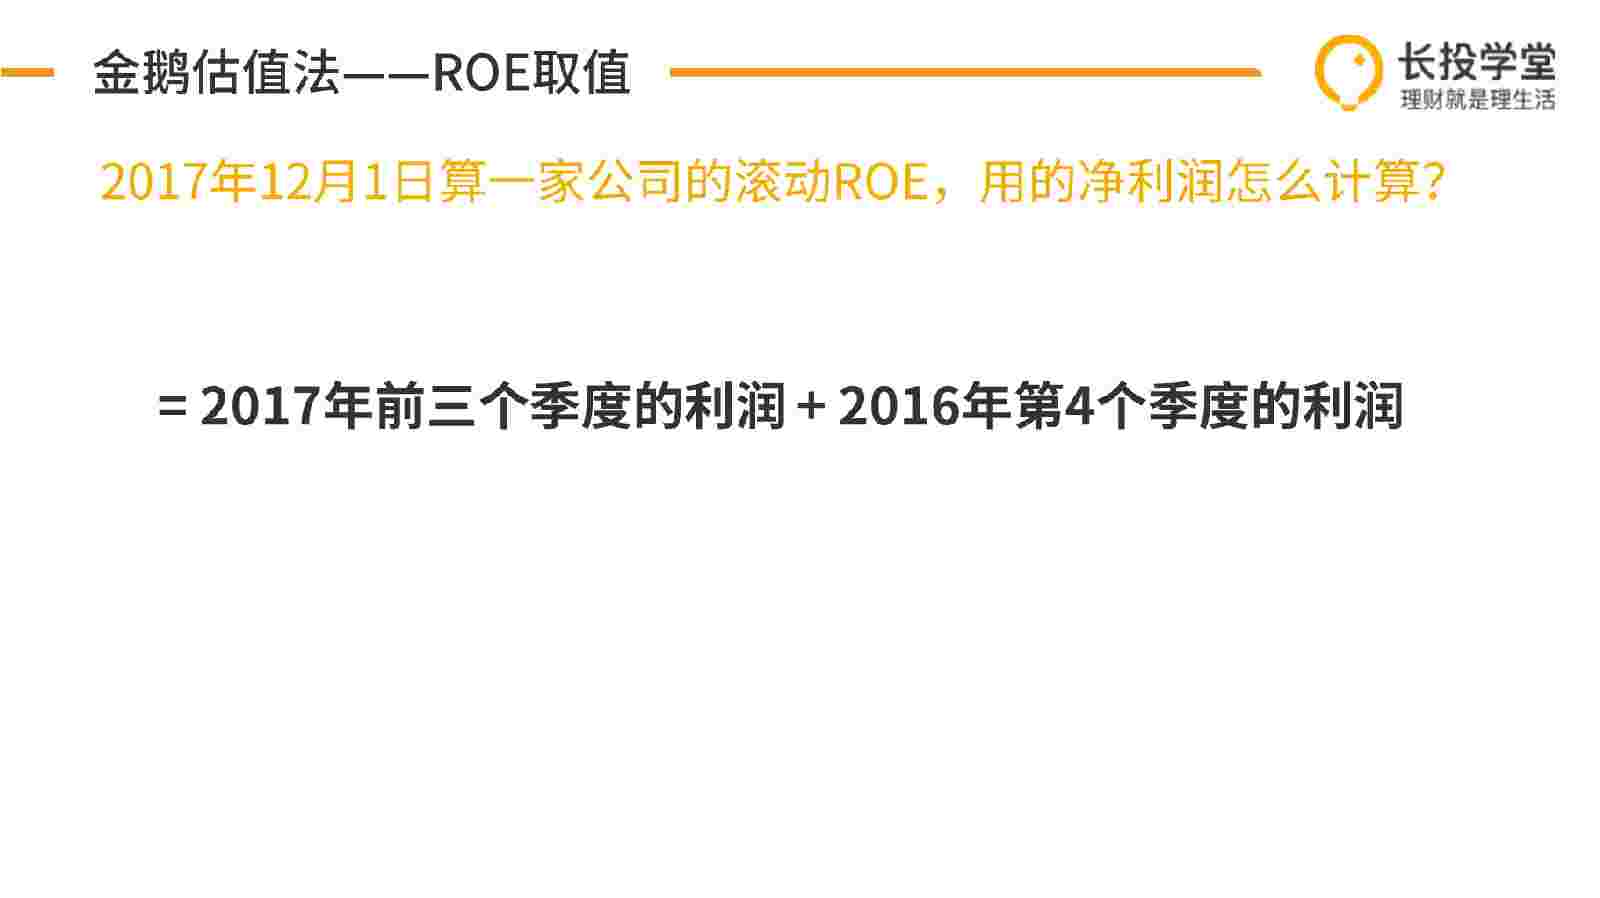 金鹅估值法——ROE取值
长投学堂
理财就是理生活
2017年12月1日算一家公司的滚动ROE，用的净利润怎么计算？
= 2017年前三个季度的利润 + 2016年第4个季度的利润